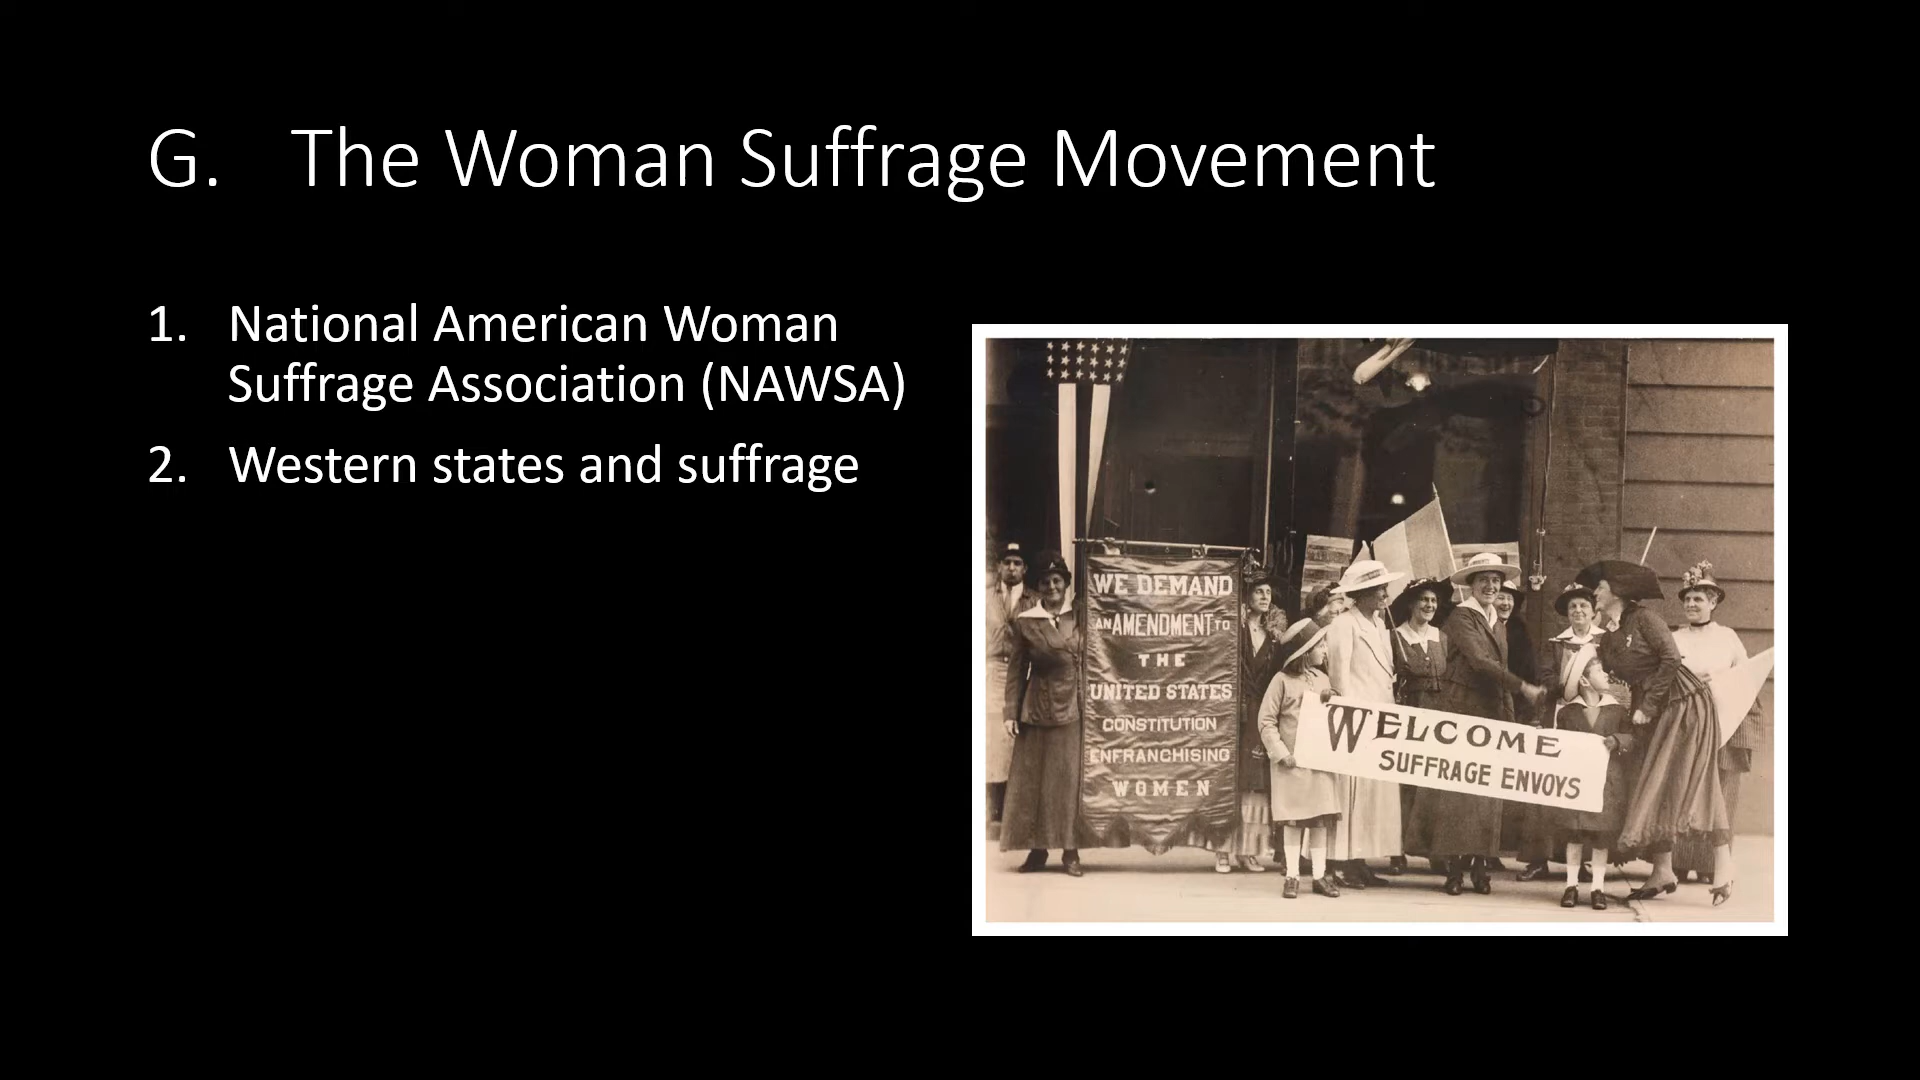 G. The Woman Suffrage Movement
1. National American Woman
Suffrage Association (NAWSA)
2. Western states and suffrage
WE DEMAND
AN AMENDMENT TO
THE
UNITED STATES
CONSTITUTION
ENFRANCHISING
WOMEN
WELCOME
SUFFRAGE ENVOYS